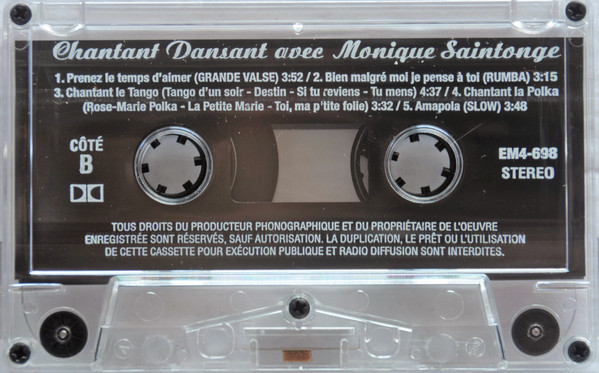 Chantant Dansant avec Monique Saintonge
1. Prenez le temps d'aimer (GRANDE VALSE) 3:52 / 2. Bien malgré moi je pense à toi (RUMBA) 3:15
3. Chantant le Tango (Tango d'un soir - Destin - Si tu reviens - Tu mens) 4:37 / 4. Chantant la Polka
(Rose-Marie Polka - La Petite Marie - Toi, ma p'tite folie) 3:32 / 5. Amapola (SLOW) 3:48
CÔTÉ
B
EM4-698
STEREO
TOUS DROITS DU PRODUCTEUR PHONOGRAPHIQUE ET DU PROPRIÉTAIRE DE L'OEUVRE
ENREGISTRÉE SONT RÉSERVÉS, SAUF AUTORISATION. LA DUPLICATION, LE PRÊT OU L'UTILISATION
DE CETTE CASSETTE POUR EXÉCUTION PUBLIQUE ET RADIO DIFFUSION SONT INTERDITES.